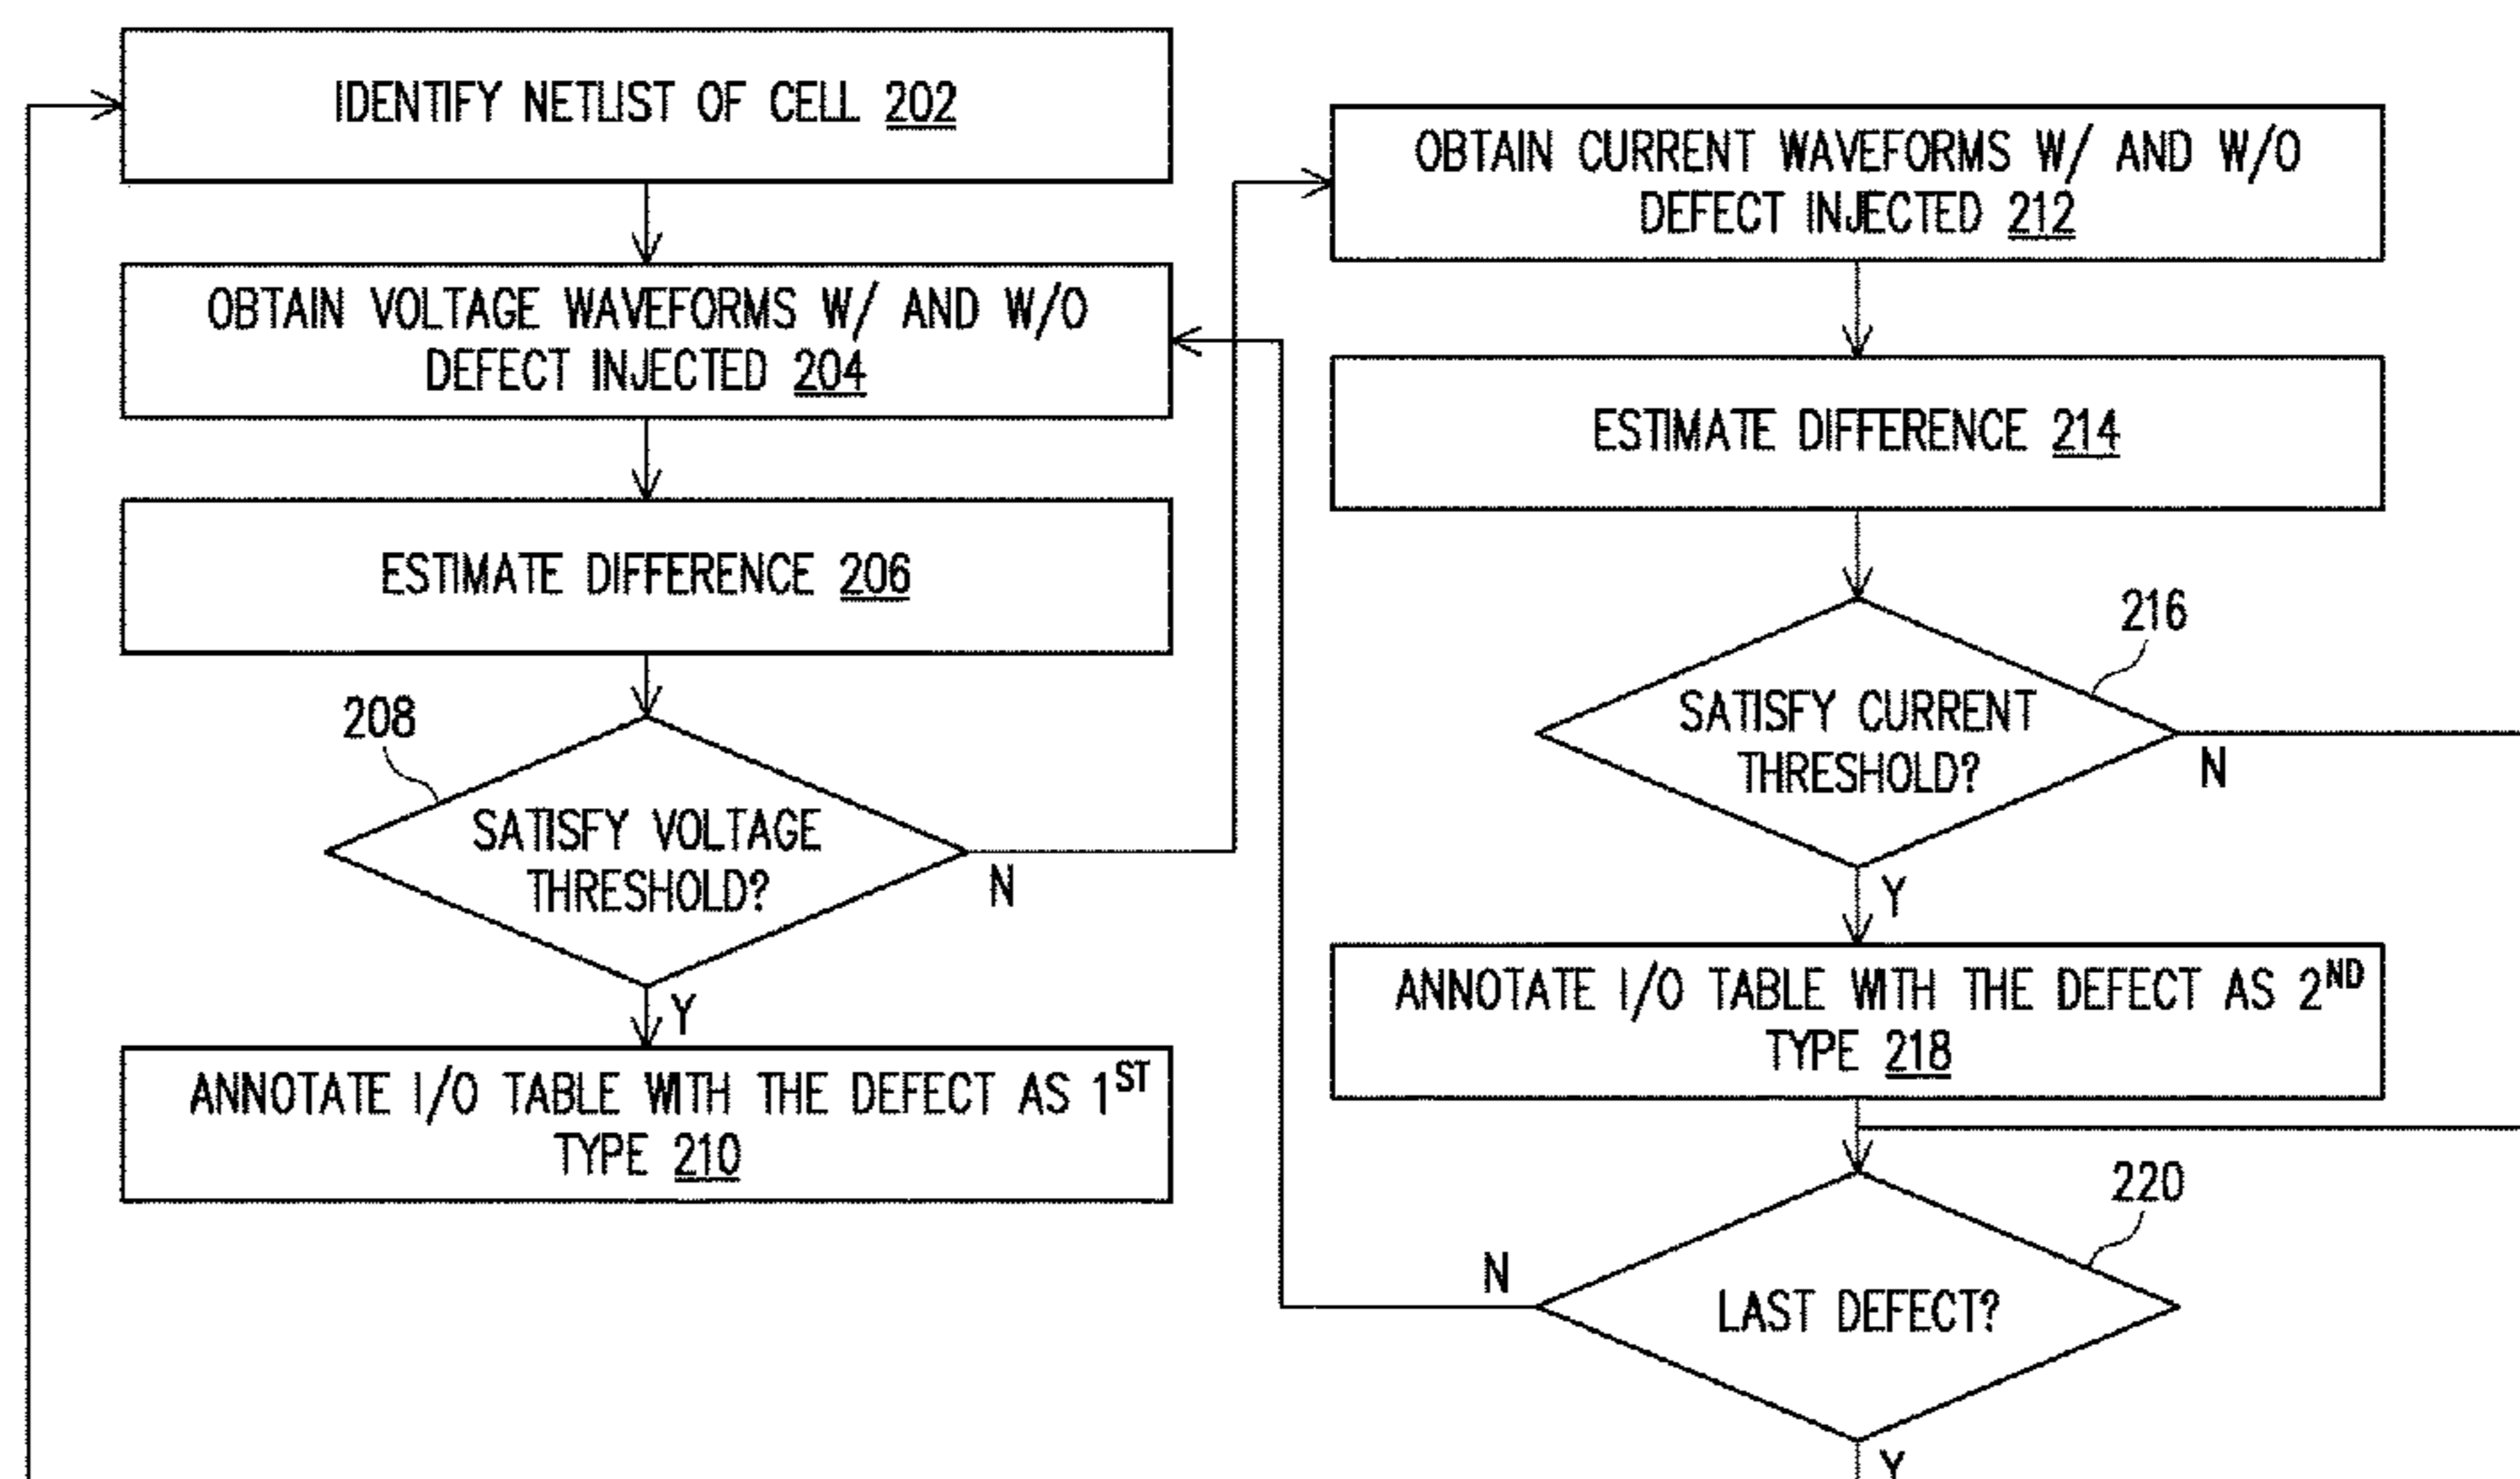 IDENTIFY NETLIST OF CELL 202
OBTAIN VOLTAGE WAVEFORMS W/ AND W/O
DEFECT INJECTED 204
ESTIMATE DIFFERENCE 206
208
SATISFY VOLTAGE
THRESHOLD?
N
Y
ANNOTATE I/O TABLE WITH THE DEFECT AS 1ST
TYPE 210
OBTAIN CURRENT WAVEFORMS W/ AND W/O
DEFECT INJECTED 212
ESTIMATE DIFFERENCE 214
216
SATISFY CURRENT
THRESHOLD?
N
Y
ANNOTATE I/O TABLE WITH THE DEFECT AS 2ND
TYPE 218
220
N
LAST DEFECT?
Y